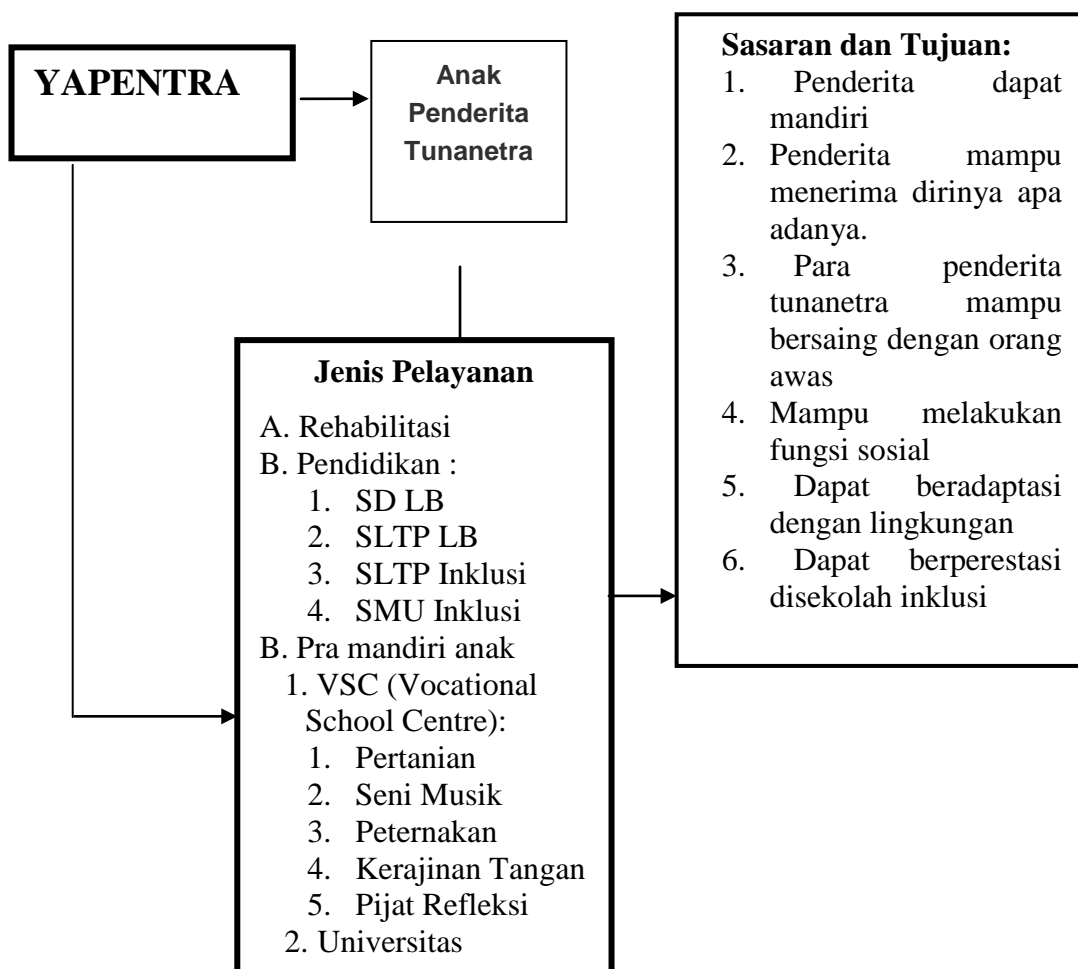 YAPENTRA
Anak
Penderita
Tunanetra
Jenis Pelayanan
A. Rehabilitasi
B. Pendidikan :
1. SD LB
2. SLTP LB
3. SLTP Inklusi
4. SMU Inklusi
B. Pra mandiri anak
1. VSC (Vocational
School Centre):
1. Pertanian
2. Seni Musik
3. Peternakan
4. Kerajinan Tangan
5. Pijat Refleksi
2. Universitas
Sasaran dan Tujuan:
1. Penderita dapat
mandiri
2. Penderita mampu
menerima dirinya apa
adanya.
3. Para penderita
tunanetra mampu
bersaing dengan orang
awas
4. Mampu melakukan
fungsi sosial
5. Dapat beradaptasi
dengan lingkungan
6. Dapat berperestasi
disekolah inklusi